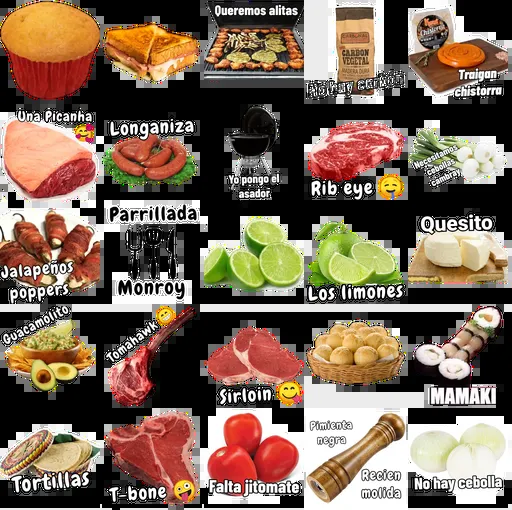 Queremos alitas
CARBON
VEGETAL
No hay carbón
Chistorra
Traigan
chistorra
Una Picanha
Longaniza
Yo pongo el
asador
Rib eye
Necesitamos
cebollas
cambray
Jalapeños
poppers
Parrillada
Monroy
Los limones
Quesito
Guacamolito
Tomahawk
Sirloin
MAMAKI
Tortillas
T-bone
Falta jitomate
Pimienta
negra
Recien
molida
No hay cebolla